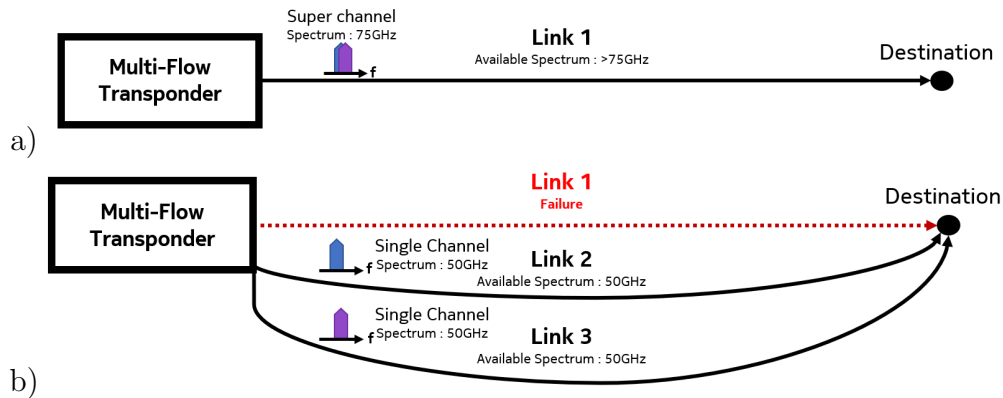 Super channel
Spectrum : 75GHz
f
Link 1
Available Spectrum : >75GHz
Destination
Multi-Flow
Transponder
a)
Link 1
Failure
Destination
Multi-Flow
Transponder
Single Channel
Spectrum : 50GHz
f
Link 2
Available Spectrum : 50GHz
Single Channel
Spectrum : 50GHz
f
Link 3
Available Spectrum : 50GHz
b)